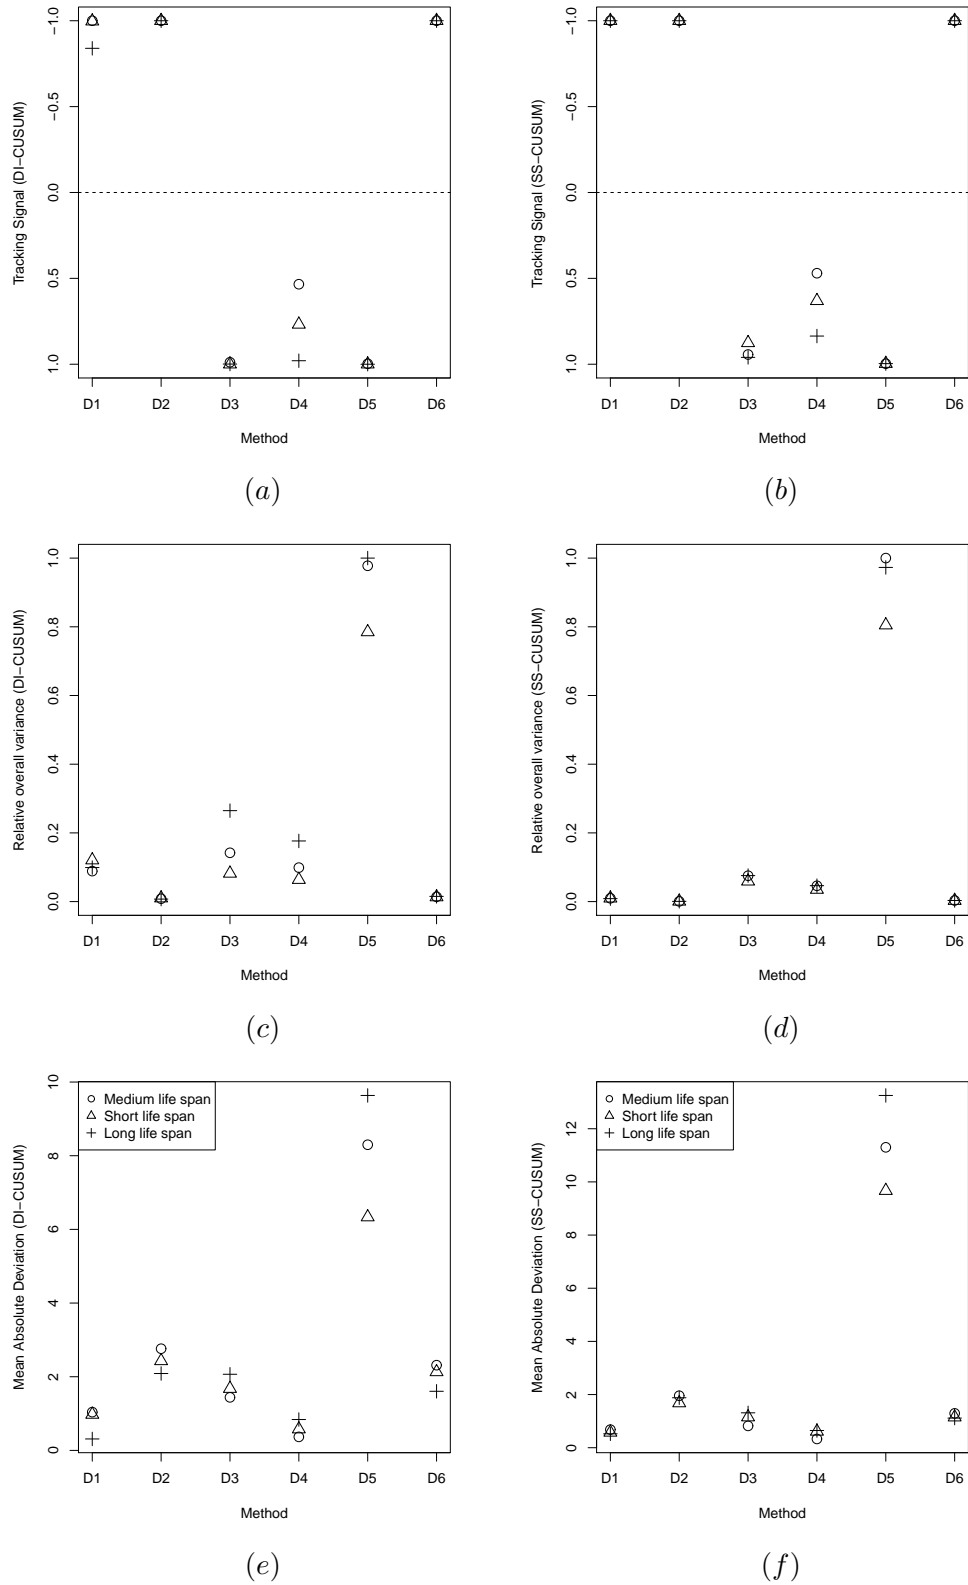 Tracking Signal (DI−CUSUM)
−1.0
−0.5
0.0
0.5
1.0
D1 D2 D3 D4 D5 D6
Method
(a)
Tracking Signal (SS−CUSUM)
−1.0
−0.5
0.0
0.5
1.0
D1 D2 D3 D4 D5 D6
Method
(b)
Relative overall variance (DI−CUSUM)
1.0
0.8
0.6
0.4
0.2
0.0
D1 D2 D3 D4 D5 D6
Method
(c)
Relative overall variance (SS−CUSUM)
1.0
0.8
0.6
0.4
0.2
0.0
D1 D2 D3 D4 D5 D6
Method
(d)
Mean Absolute Deviation (DI−CUSUM)
10
8
6
4
2
0
Medium life span
Short life span
Long life span
D1 D2 D3 D4 D5 D6
Method
(e)
Mean Absolute Deviation (SS−CUSUM)
12
10
8
6
4
2
0
Medium life span
Short life span
Long life span
D1 D2 D3 D4 D5 D6
Method
(f)